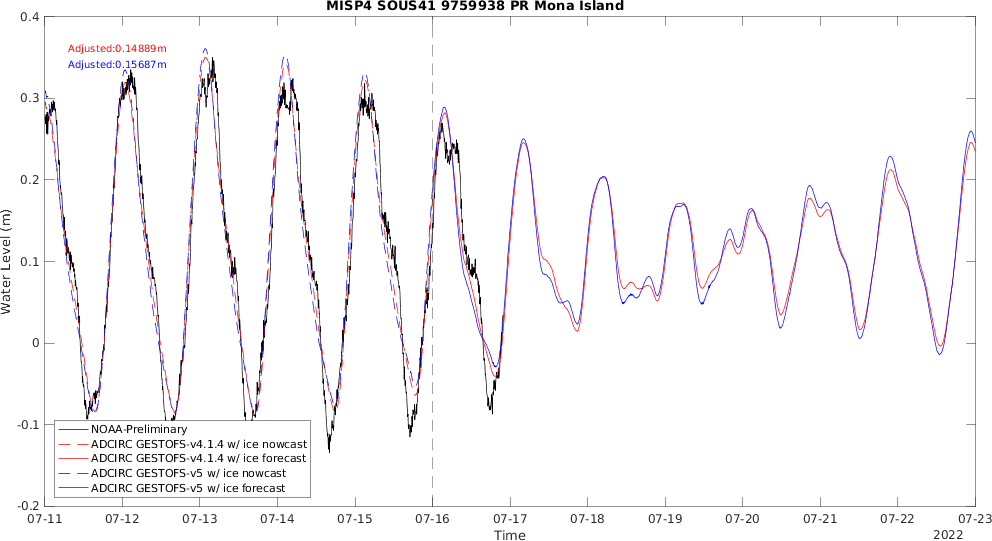 MISP4 SOUS41 9759938 PR Mona Island
0.4
Adjusted:0.14889m
Adjusted:0.15687m
0.3
0.2
0.1
0
-0.1
-0.2
Water Level (m)
NOAA-Preliminary
ADCIRC GESTOFS-v4.1.4 w/ ice nowcast
ADCIRC GESTOFS-v4.1.4 w/ ice forecast
ADCIRC GESTOFS-v5 w/ ice nowcast
ADCIRC GESTOFS-v5 w/ ice forecast
07-11 07-12 07-13 07-14 07-15 07-16 07-17 07-18 07-19 07-20 07-21 07-22 07-23
Time
2022